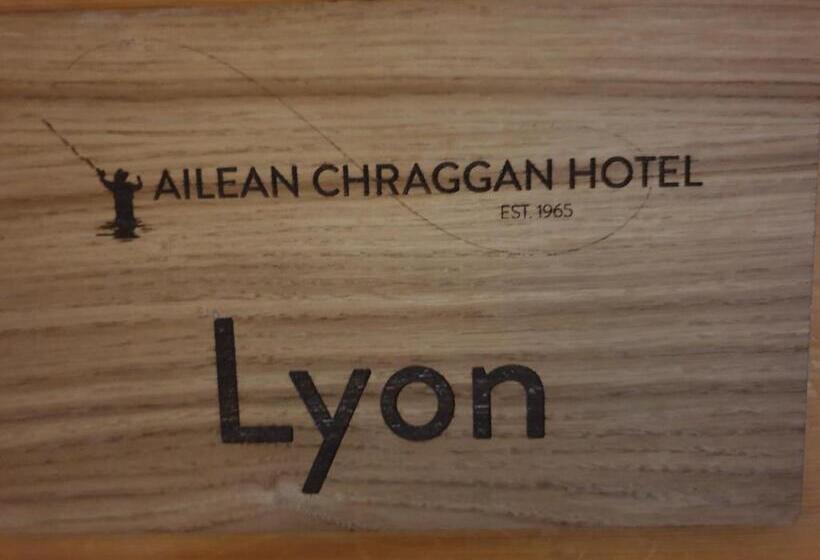 AILEAN CHRAGGAN HOTEL
EST. 1965
Lyon